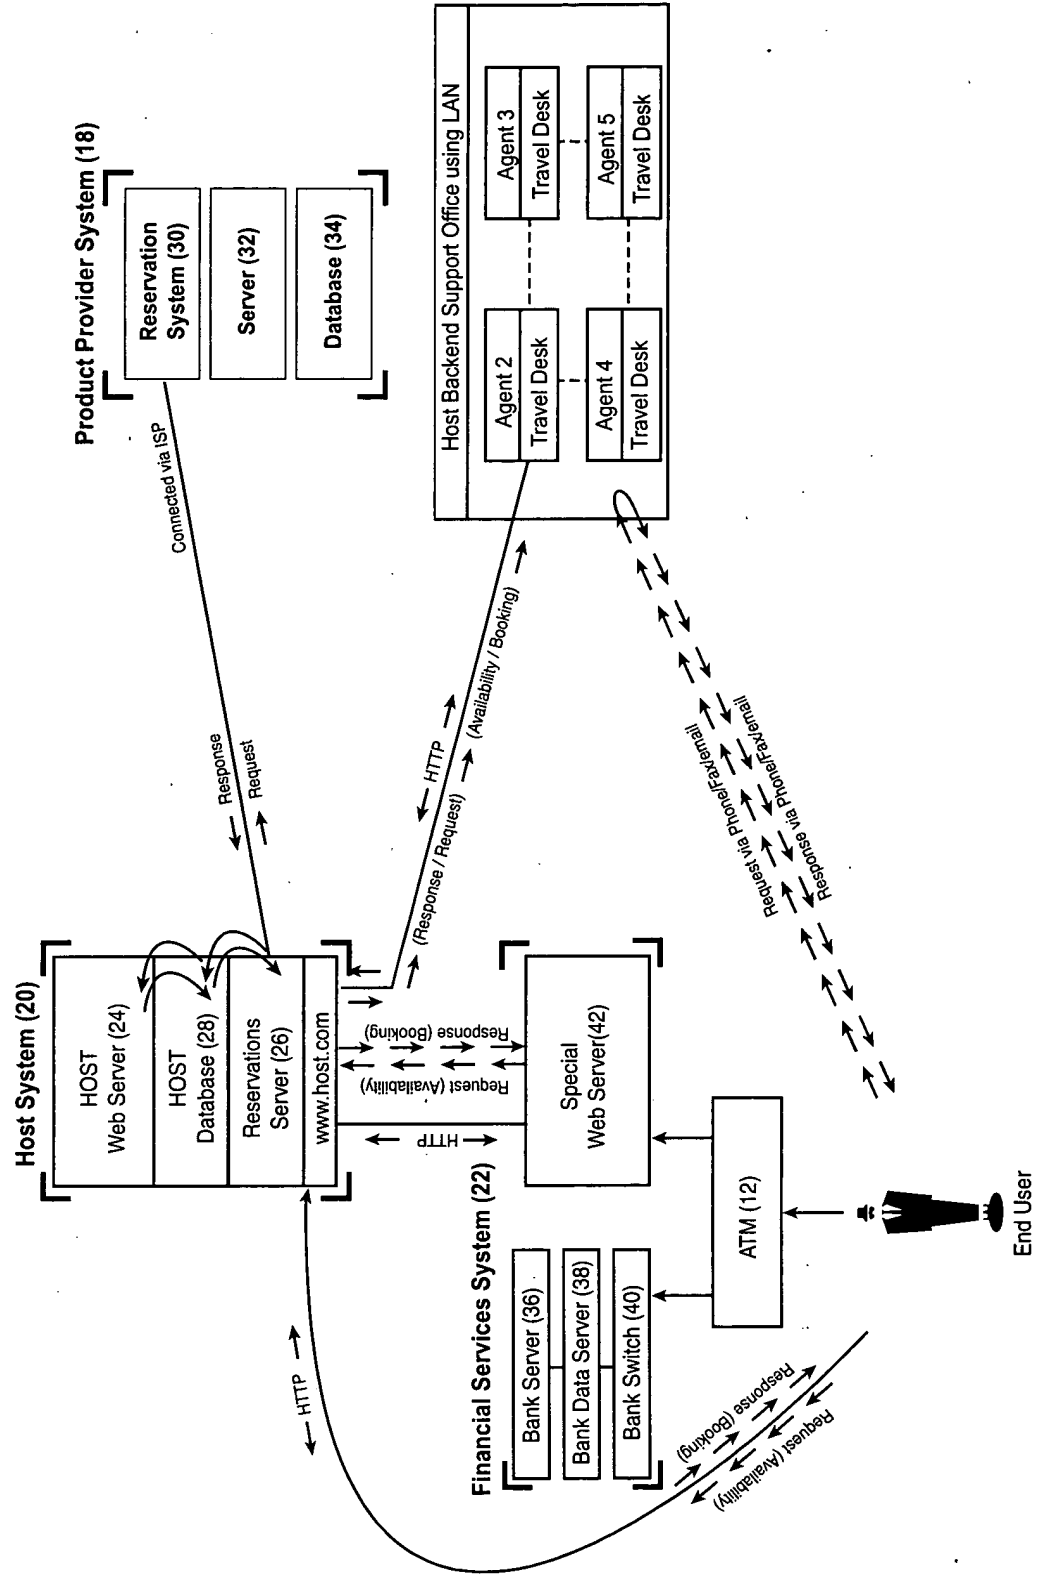 Host System (20)
HOST
Web Server (24)
HOST
Database (28)
Reservations
Server (26)
www.host.com
Response
Request
Connected via ISP
Product Provider System (18)
Reservation
System (30)
Server (32)
Database (34)
HTTP
HTTP
Request (Availability)
Response (Booking)
HTTP
(Response / Request)
(Availability / Booking)
Host Backend Support Office using LAN
Agent 2
Travel Desk
Agent 3
Travel Desk
Agent 4
Travel Desk
Agent 5
Travel Desk
Financial Services System (22)
Bank Server (36)
Bank Data Server (38)
Bank Switch (40)
Special
Web Server(42)
ATM (12)
Response (Booking)
Request (Availability)
Request via Phone/Fax/email
Response via Phone/Fax/email
End User